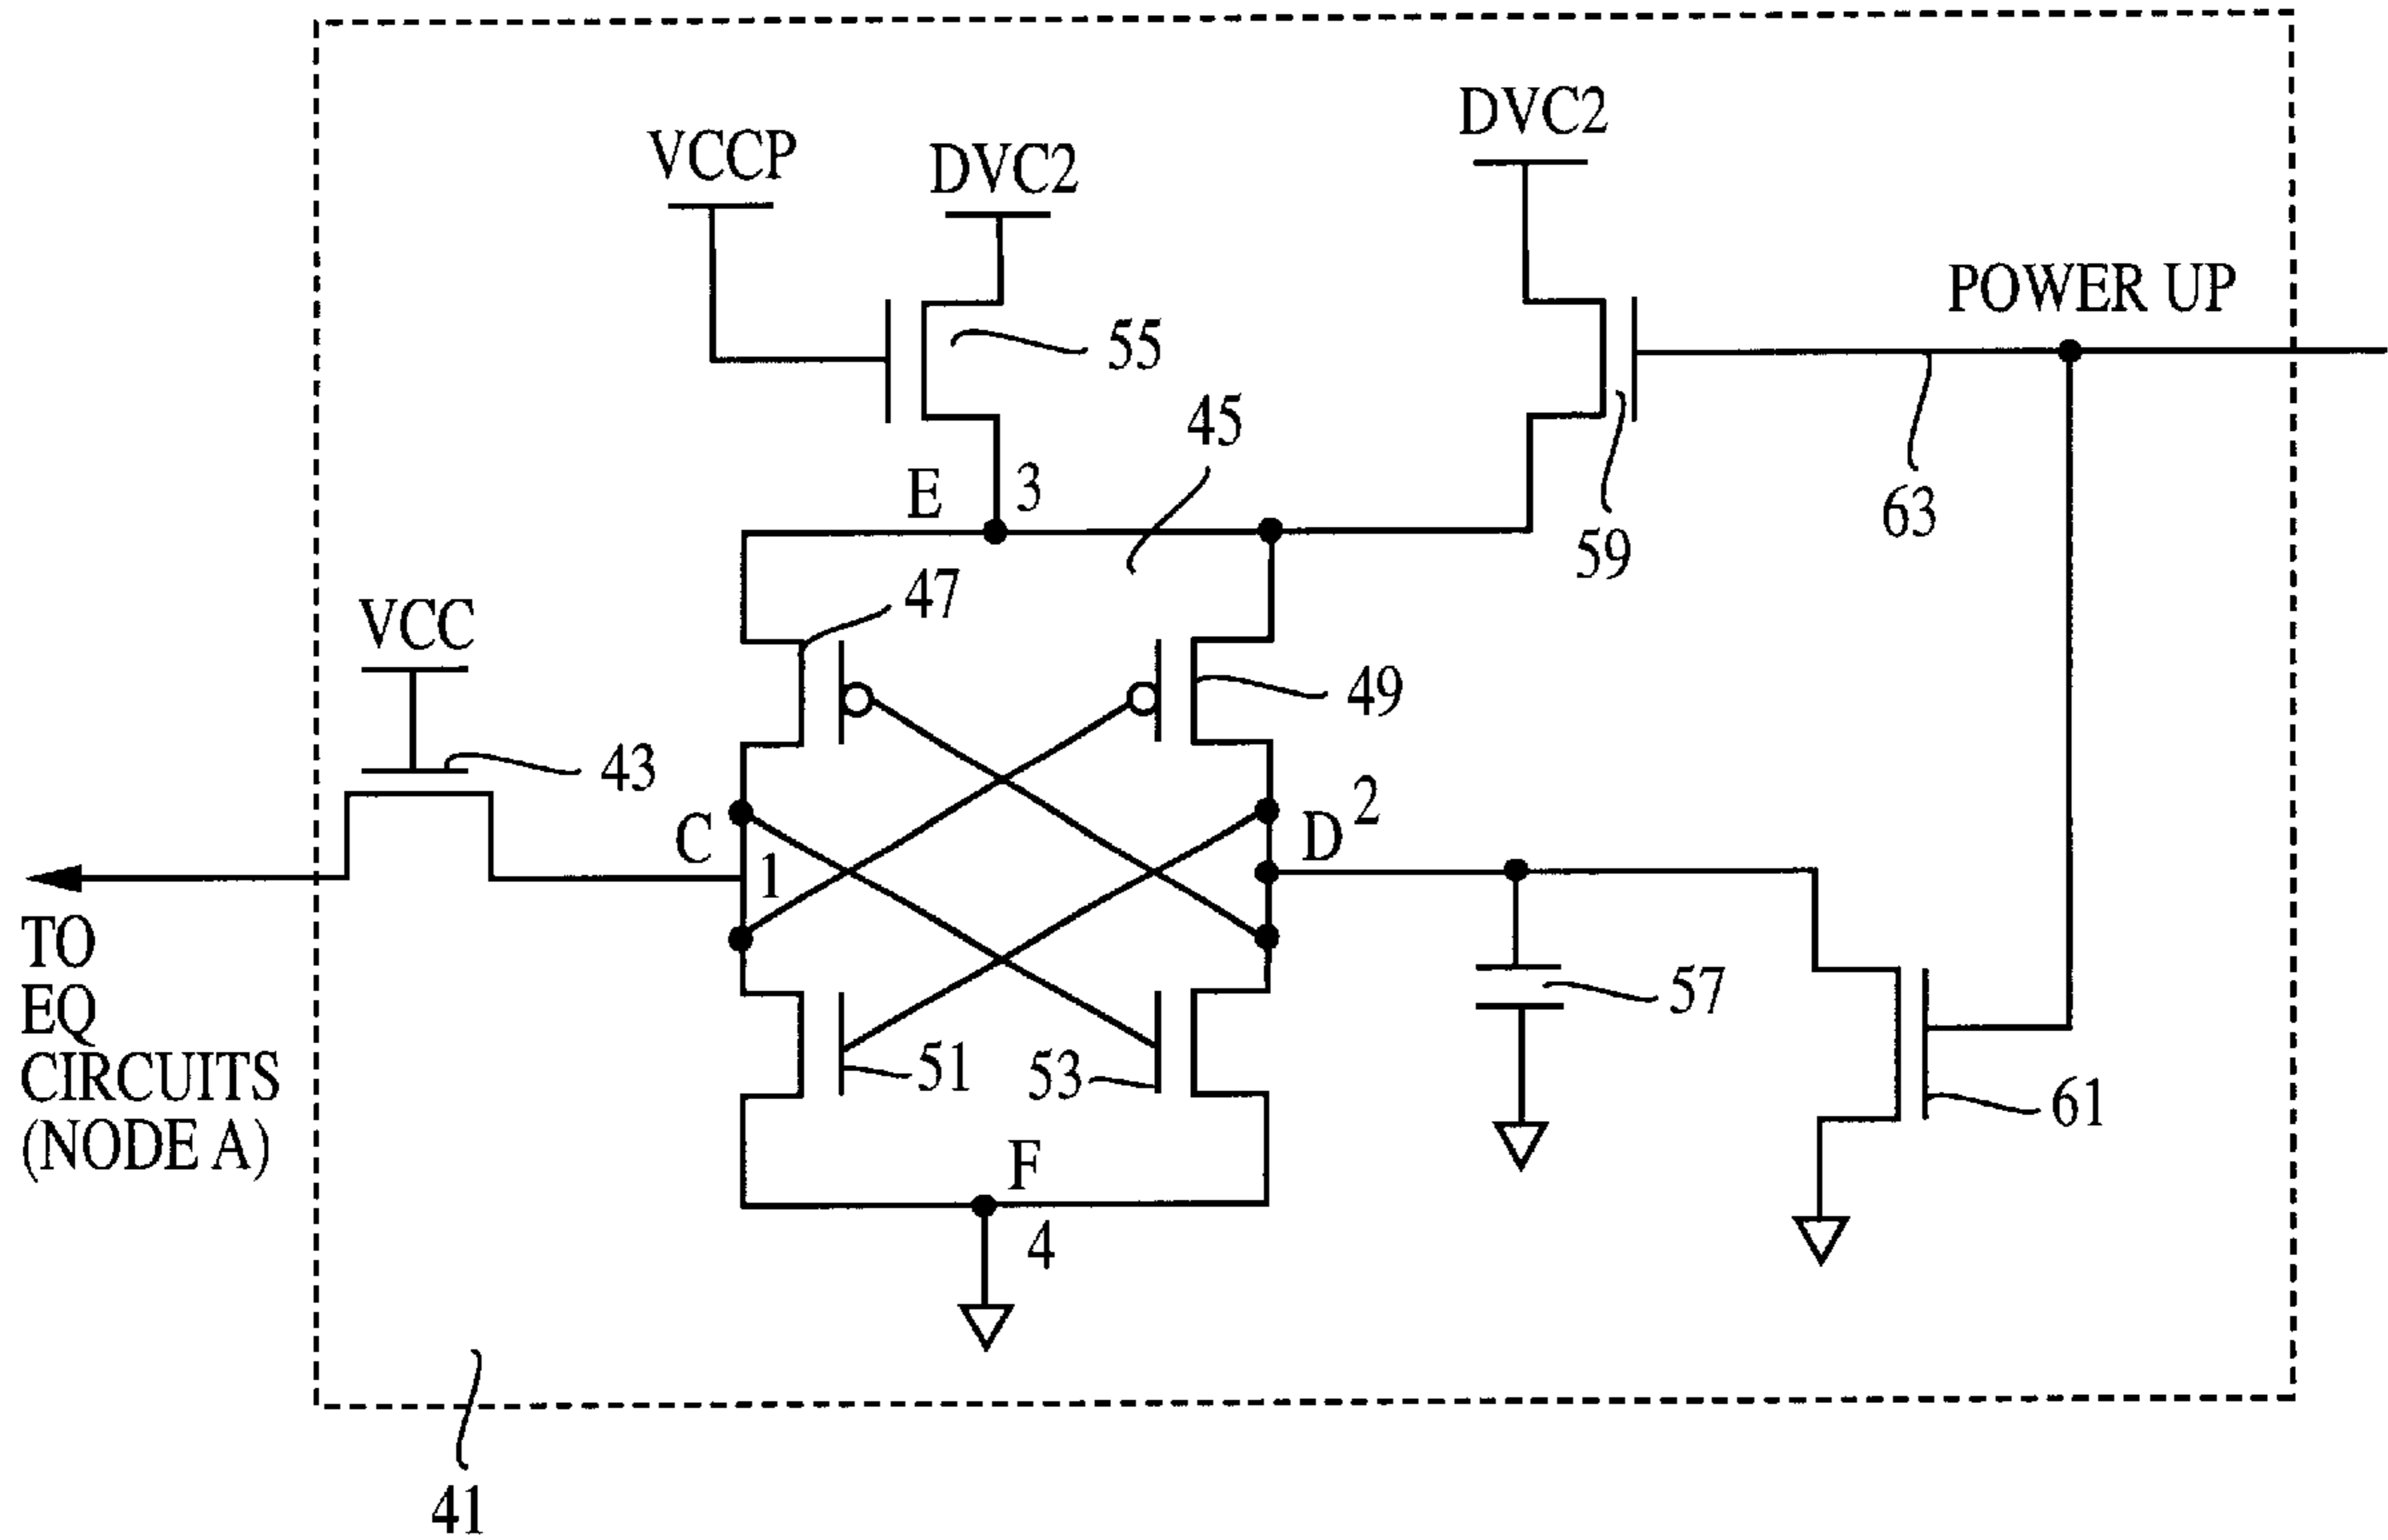 DVC2
VCCP
DVC2
POWER UP
55
45
E
3
63
59
47
VCC
49
43
C
D
2
1
TO
EQ
CIRCUITS
(NODE A)
57
51
53
61
F
4
41